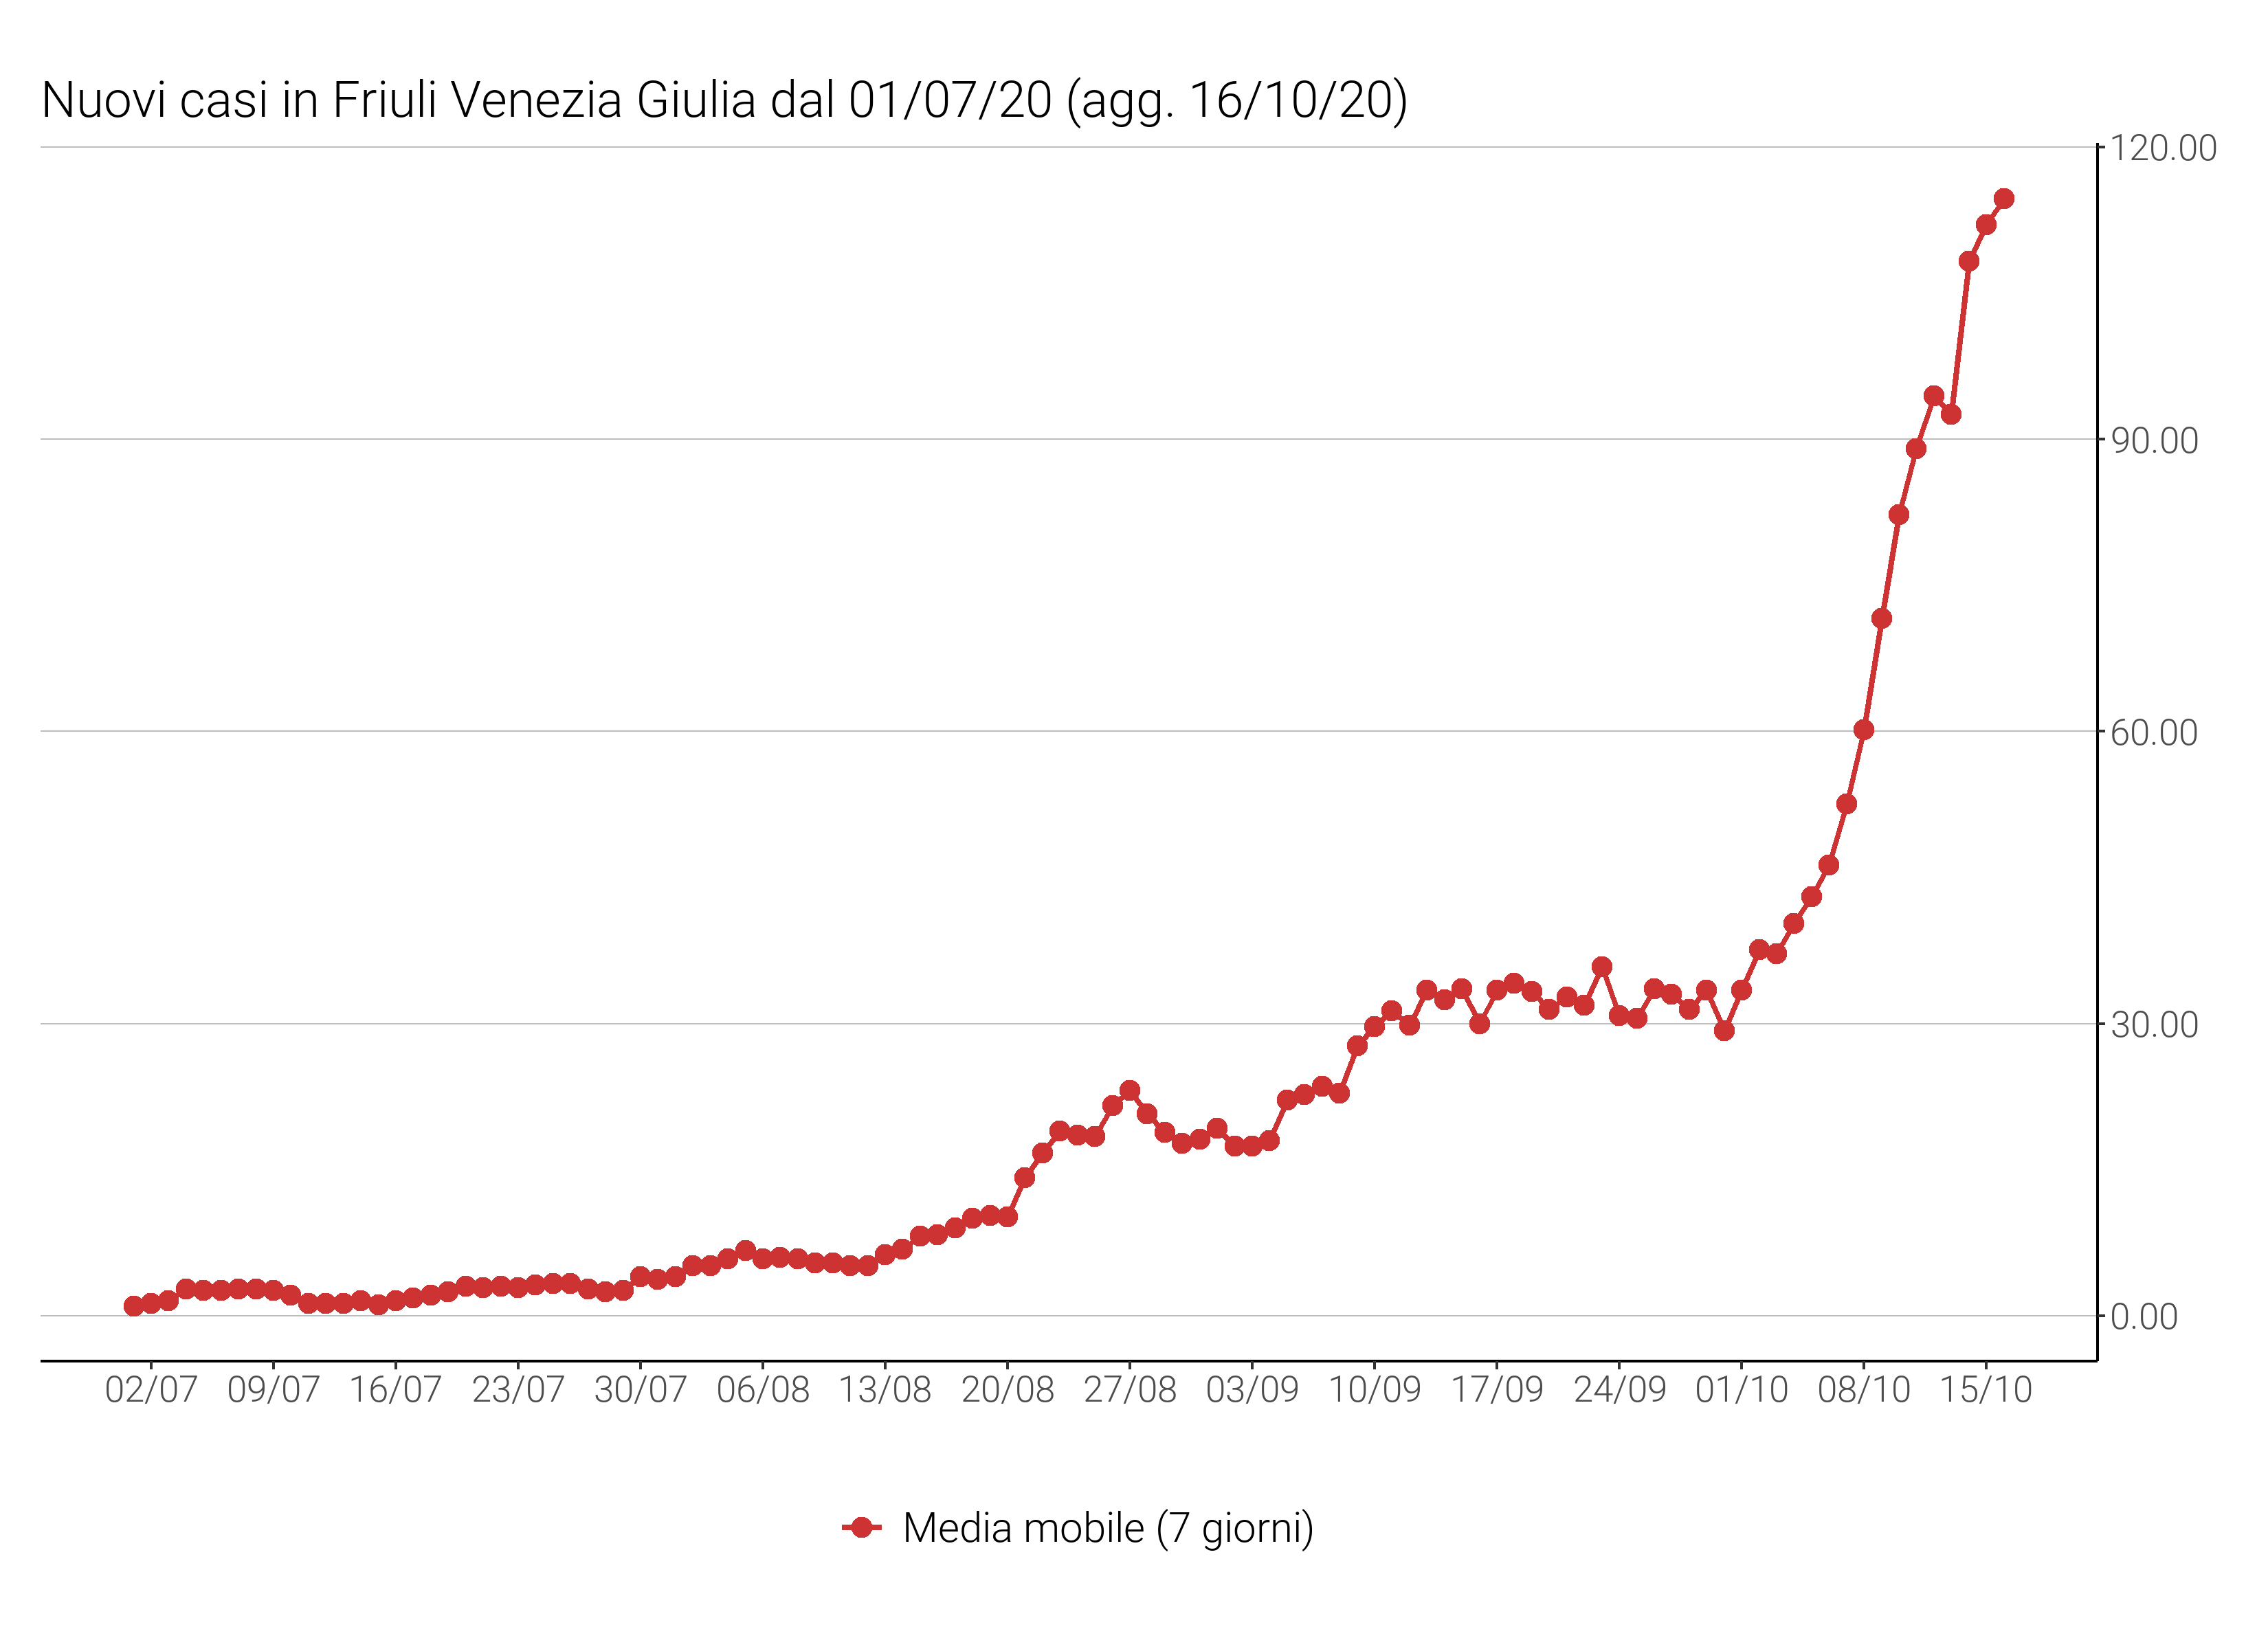 Nuovi casi in Friuli Venezia Giulia dal 01/07/20 (agg. 16/10/20)
120.00
90.00
60.00
30.00
0.00
02/07 09/07 16/07 23/07 30/07 06/08 13/08 20/08 27/08 03/09 10/09 17/09 24/09 01/10 08/10 15/10
Media mobile (7 giorni)